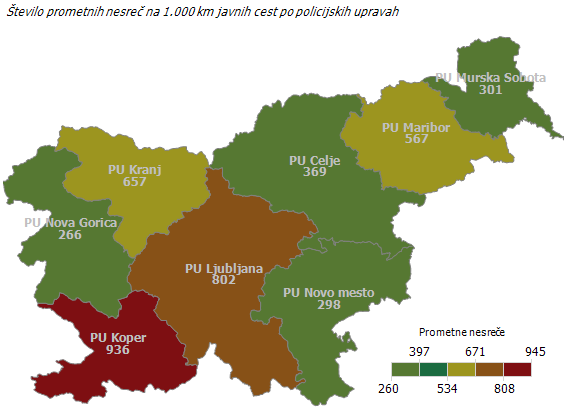 Število prometnih nesreč na 1.000 km javnih cest po policijskih upravah
PU Murska Sobota
301
PU Maribor
567
PU Celje
369
PU Kranj
657
PU Nova Gorica
266
PU Ljubljana
802
PU Novo mesto
298
PU Koper
936
Prometne nesreče
397 671 945
260 534 808